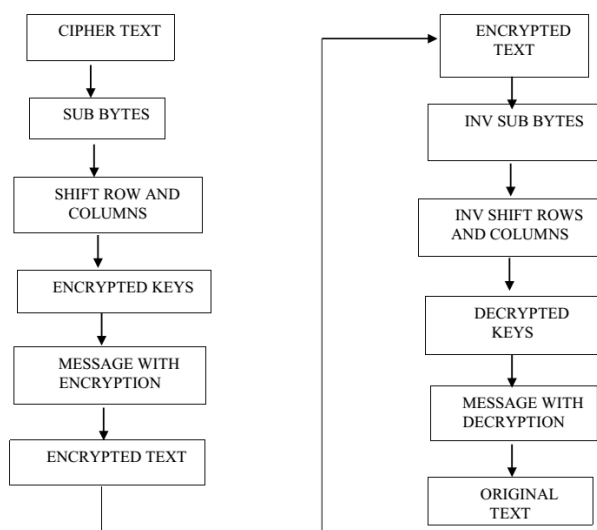 CIPHER TEXT
SUB BYTES
SHIFT ROW AND
COLUMNS
ENCRYPTED KEYS
MESSAGE WITH
ENCRYPTION
ENCRYPTED TEXT
ENCRYPTED
TEXT
INV SUB BYTES
INV SHIFT ROWS
AND COLUMNS
DECRYPTED
KEYS
MESSAGE WITH
DECRYPTION
ORIGINAL
TEXT